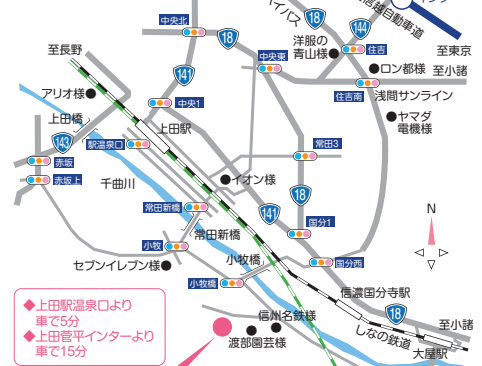 中央北
バイパス
18
144
信越自動車道
至東京
18
洋服の
青山様
住吉
至長野
中央東
ロン都様
至小諸
141
住吉南
浅間サンライン
アリオ様
中央1
ヤマダ
電機様
上田橋
上田駅
143
駅温泉口
常田3
赤坂
赤坂上
千曲川
イオン様
18
常田新橋
141
国分1
N
小牧
常田新橋
小牧橋
国分西
セブンイレブン様
小牧橋
信濃国分寺駅
◆上田駅温泉口より
車で5分
◆上田菅平インターより
車で15分
信州名鉄様
渡部園芸様
しなの鉄道
18
至小諸
大屋駅